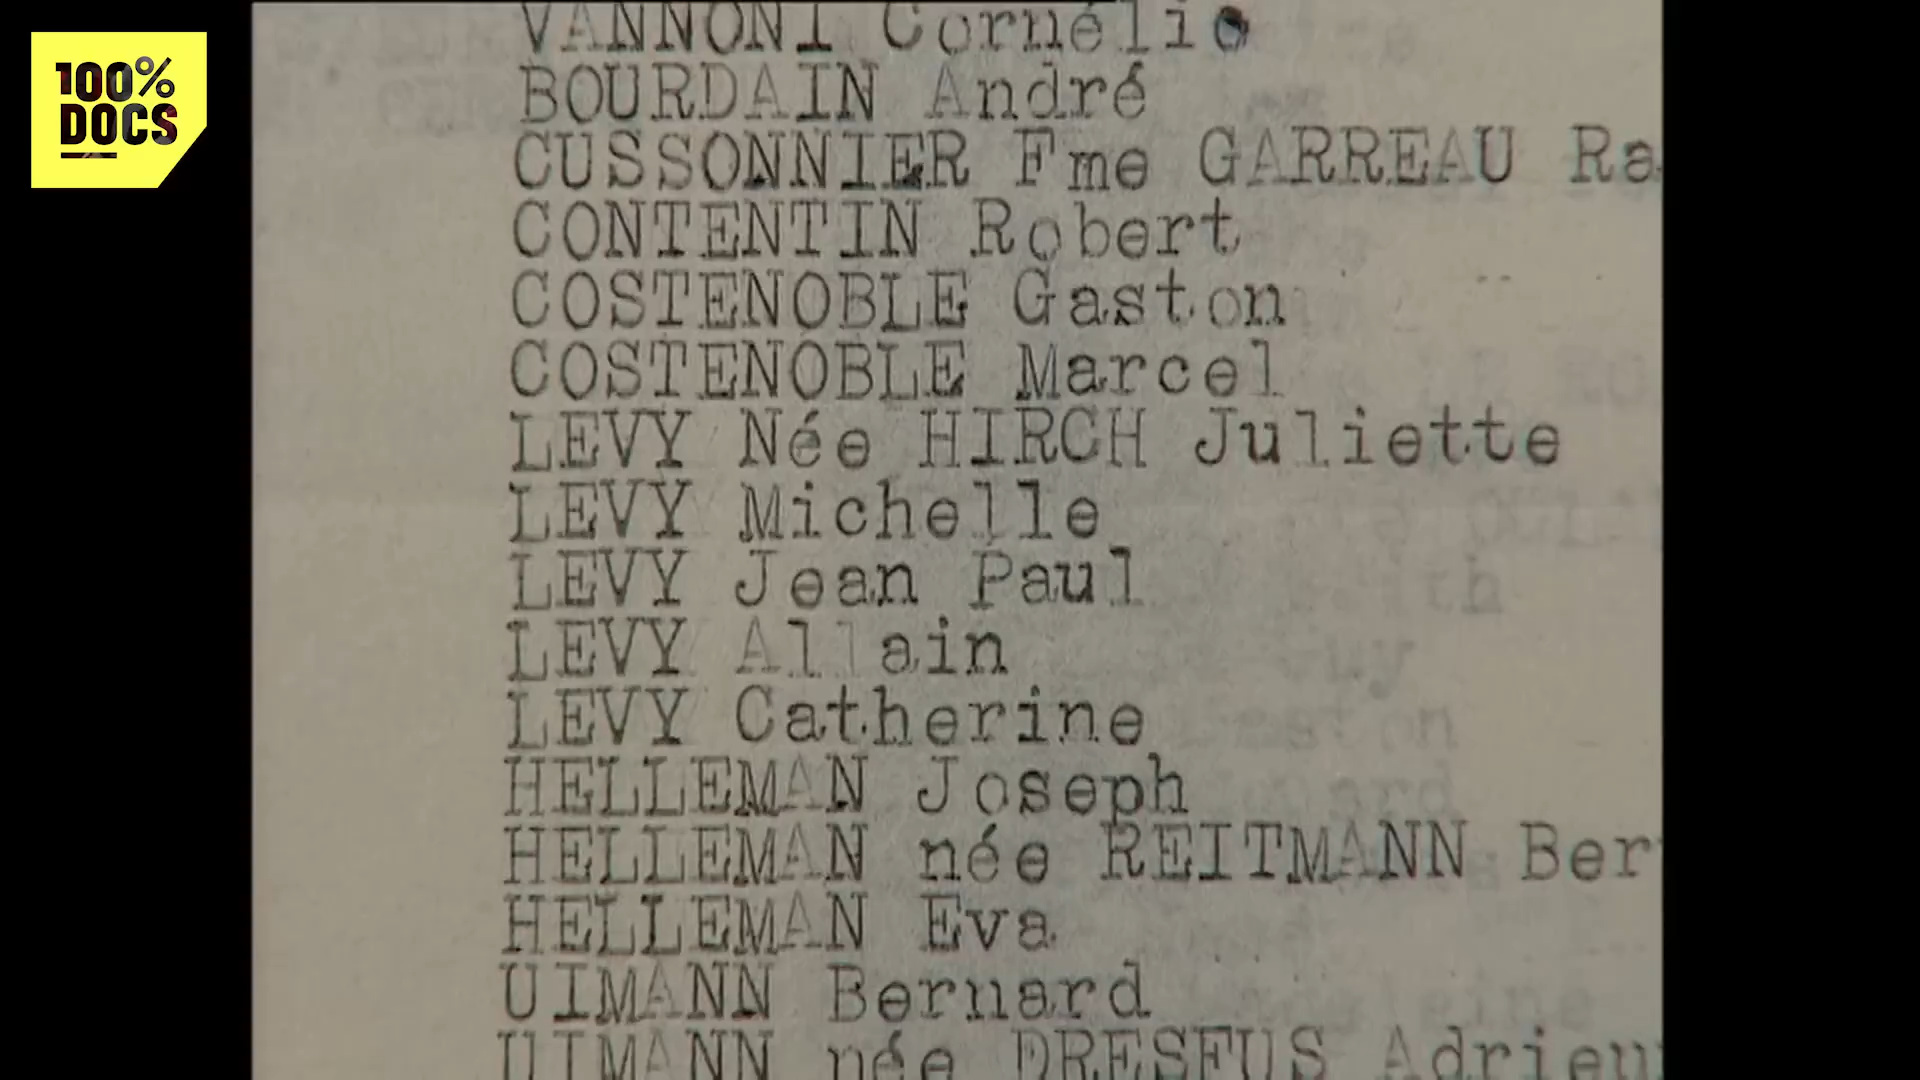 100%
DOCS
VANNONI Cornélio
BOURDAIN André
CUSSONNIER Fme GARREAU Ra
CONTENTIN Robert
COSTENOBLE Gaston
COSTENOBLE Marcel
LEVY Née HIRCH Juliette
LEVY Michelle
LEVY Jean Paul
LEVY Allain
LEVY Catherine
HELLEMAN Joseph
HELLEMAN née REITMANN Ber
HELLEMAN Eva
UIMANN Bernard
UIMANN née DRESFUS Adrieu